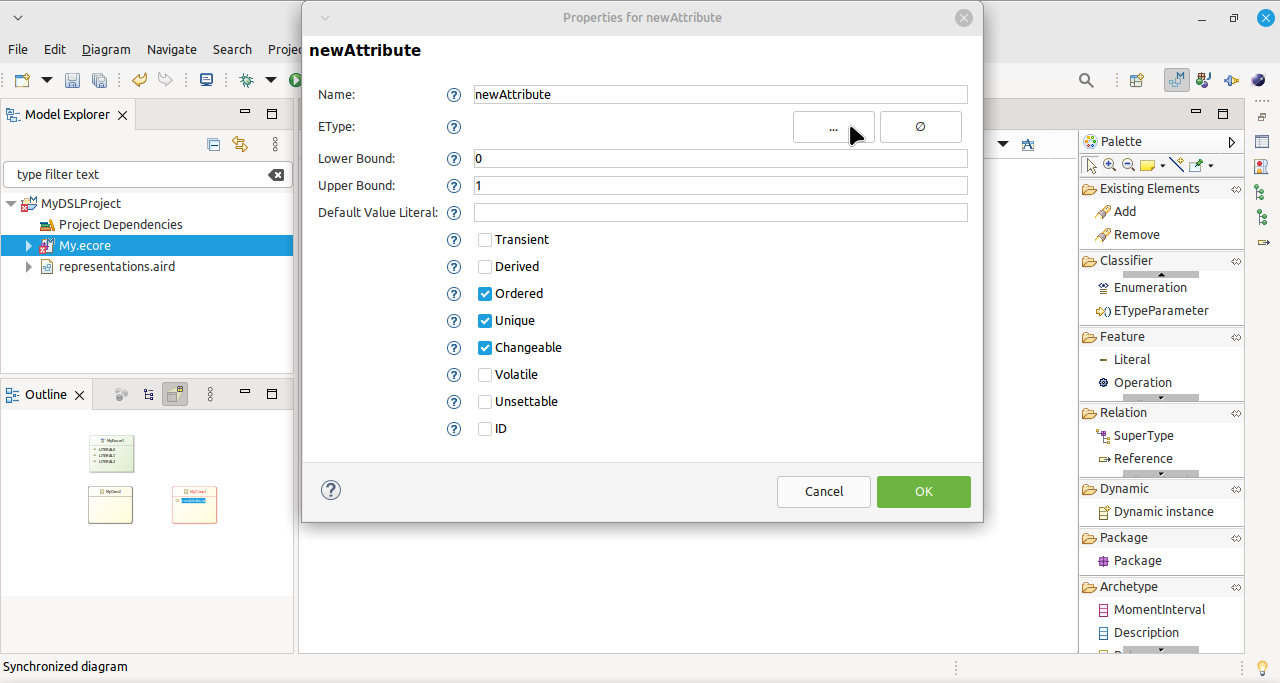 Properties for newAttribute
File Edit Diagram Navigate Search Projec
newAttribute
Name: newAttribute
EType: ... ∅
Lower Bound: 0
Upper Bound: 1
Default Value Literal:
Transient
Derived
Ordered
Unique
Changeable
Volatile
Unsettable
ID
Cancel OK
Model Explorer
type filter text
MyDSLProject
Project Dependencies
My.ecore
representations.aird
Outline
Palette
Existing Elements
Add
Remove
Classifier
Enumeration
ETypeParameter
Feature
Literal
Operation
Relation
SuperType
Reference
Dynamic
Dynamic instance
Package
Package
Archetype
MomentInterval
Description
Synchronized diagram